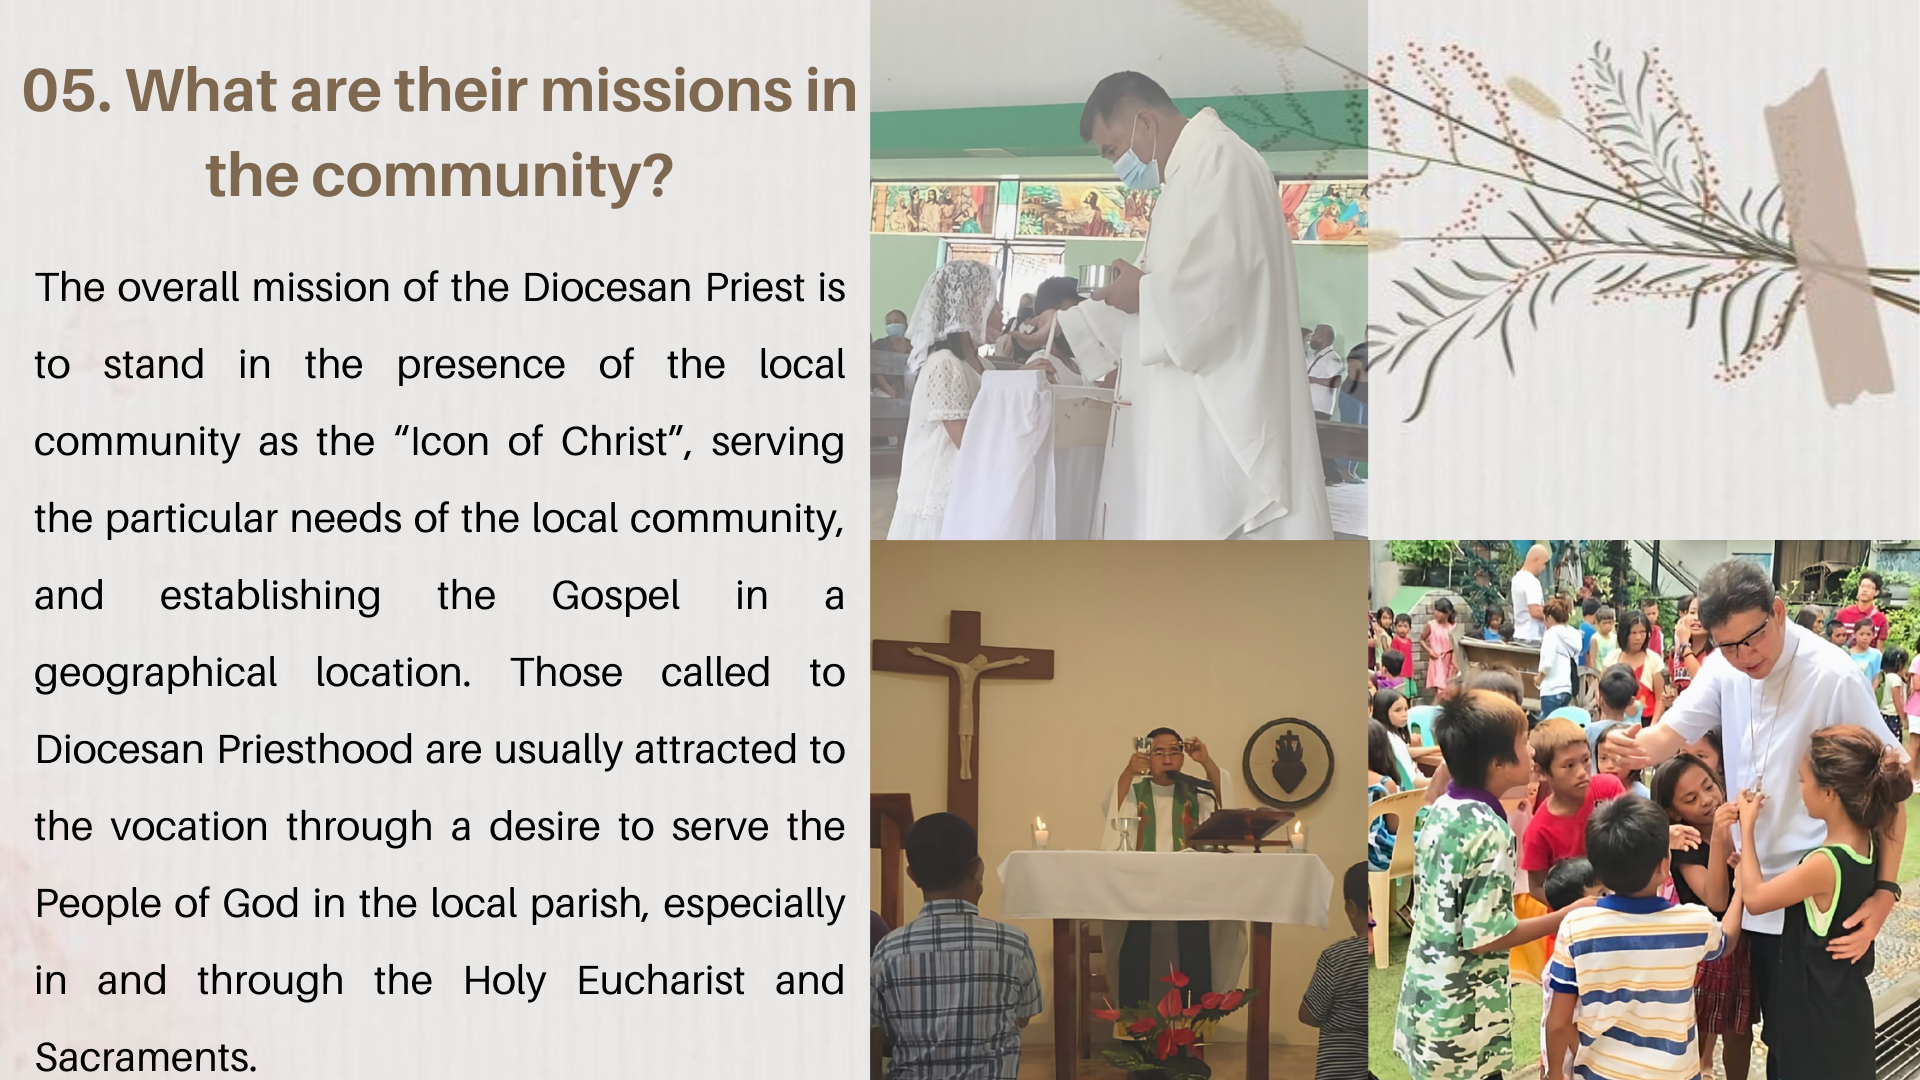 05. What are their missions in
the community?
The overall mission of the Diocesan Priest is
to stand in the presence of the local
community as the “Icon of Christ”, serving
the particular needs of the local community,
and establishing the Gospel in a
geographical location. Those called to
Diocesan Priesthood are usually attracted to
the vocation through a desire to serve the
People of God in the local parish, especially
in and through the Holy Eucharist and
Sacraments.